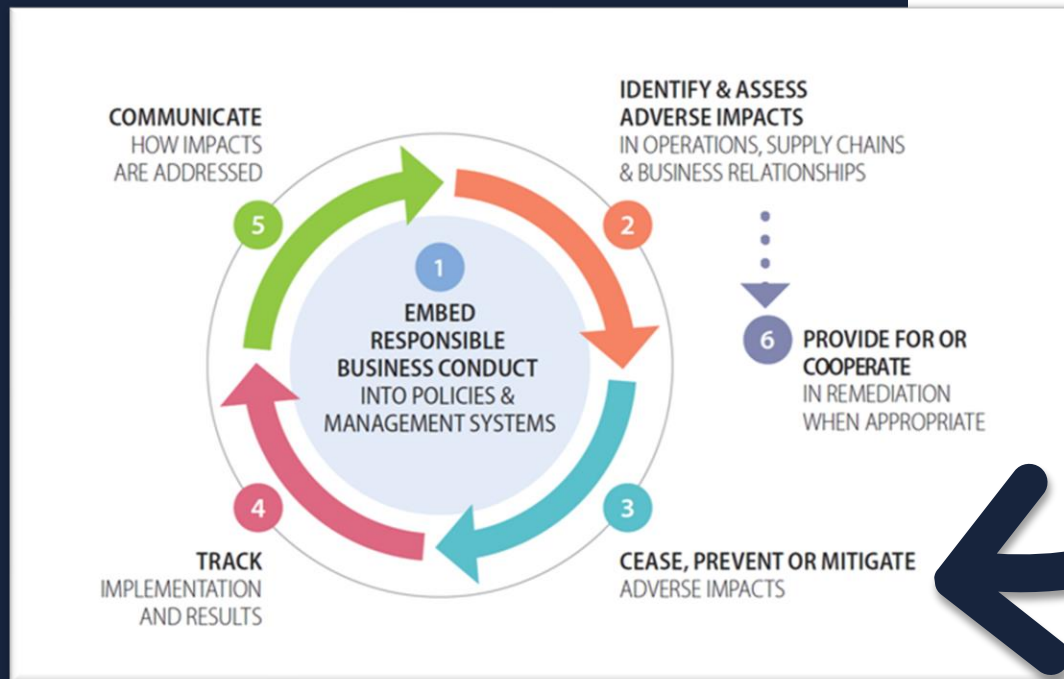 1
EMBED
RESPONSIBLE
BUSINESS CONDUCT
INTO POLICIES &
MANAGEMENT SYSTEMS
2
IDENTIFY & ASSESS
ADVERSE IMPACTS
IN OPERATIONS, SUPPLY CHAINS
& BUSINESS RELATIONSHIPS
3
CEASE, PREVENT OR MITIGATE
ADVERSE IMPACTS
4
TRACK
IMPLEMENTATION
AND RESULTS
5
COMMUNICATE
HOW IMPACTS
ARE ADDRESSED
6
PROVIDE FOR OR
COOPERATE
IN REMEDIATION
WHEN APPROPRIATE